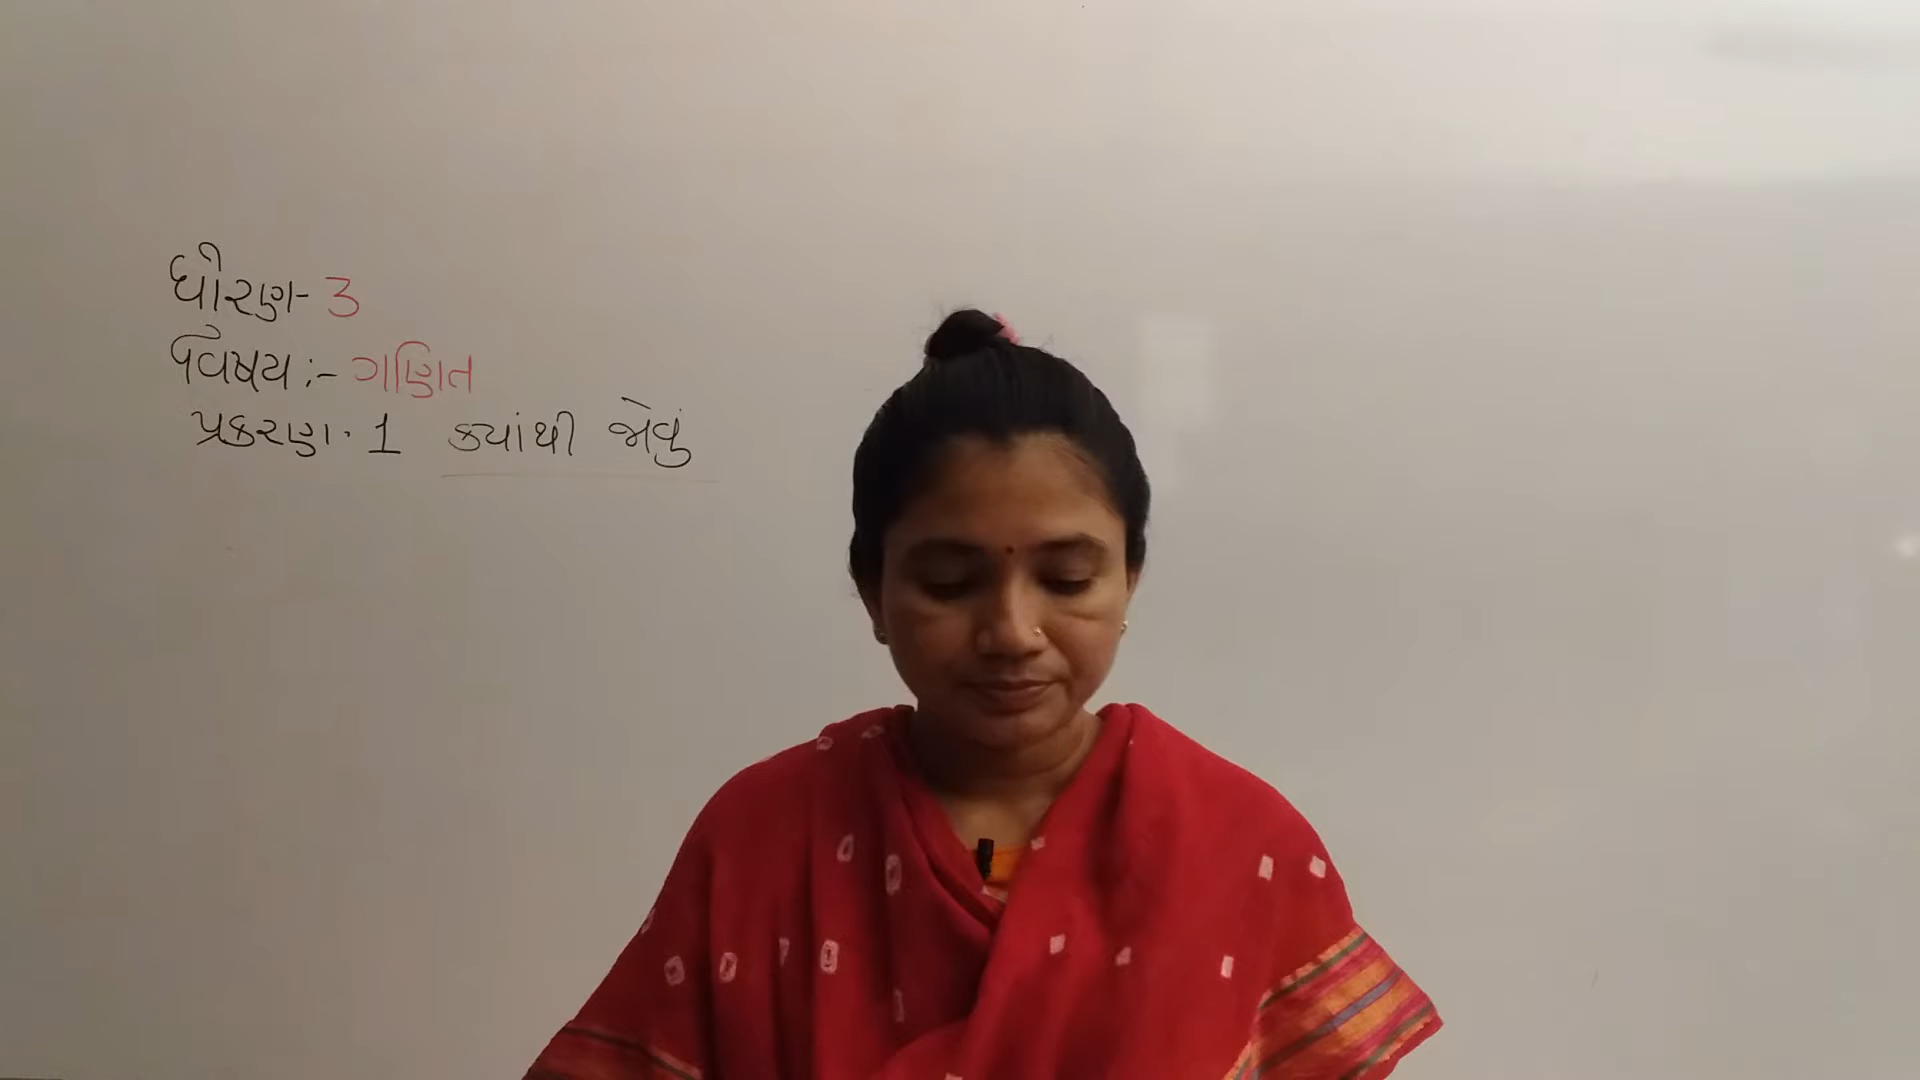 ધોરણ- 3
વિષય :- ગણિત
પ્રકરણ. 1 ક્યાંથી જોવું